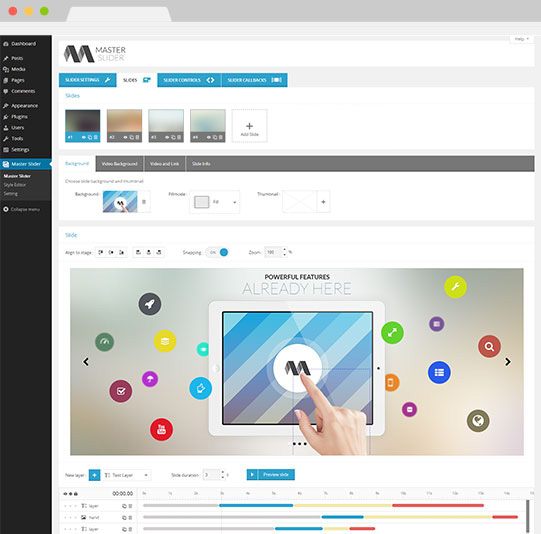 Help
Dashboard
Posts
Media
Pages
Comments
Appearance
Plugins
Users
Tools
Settings
Master Slider
Master Slider
Style Editor
Setting
Collapse menu
MASTER
SLIDER
SLIDER SETTINGS SLIDES SLIDER CONTROLS SLIDER CALLBACKS
Slides
#1 #2 #3 #4 Add Slide
Background Video Background Video and Link Slide Info
Choose slide background and thumbnail
Background: Fillmode: Fill Thumbnail:
Slide
Align to stage: Snapping: ON Zoom: 100 %
POWERFUL FEATURES
ALREADY HERE
You
Tube
New layer: Text Layer Slide duration: 3 s Preview slide
00:00.00
layer
hand
layer